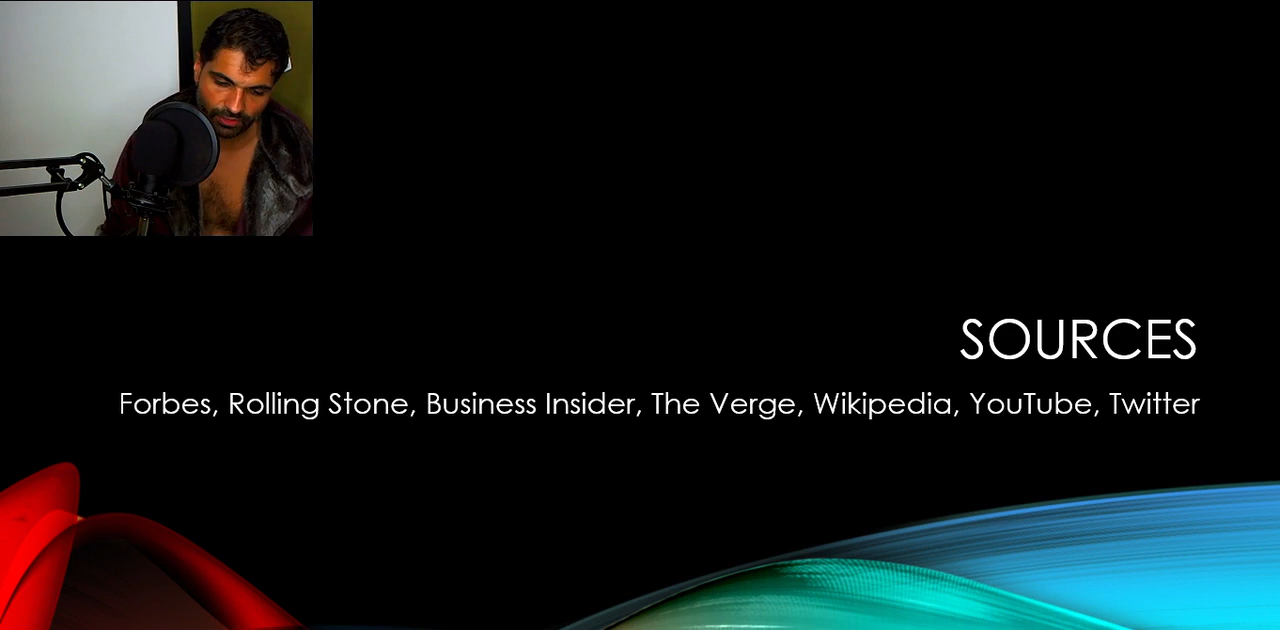 SOURCES
Forbes, Rolling Stone, Business Insider, The Verge, Wikipedia, YouTube, Twitter